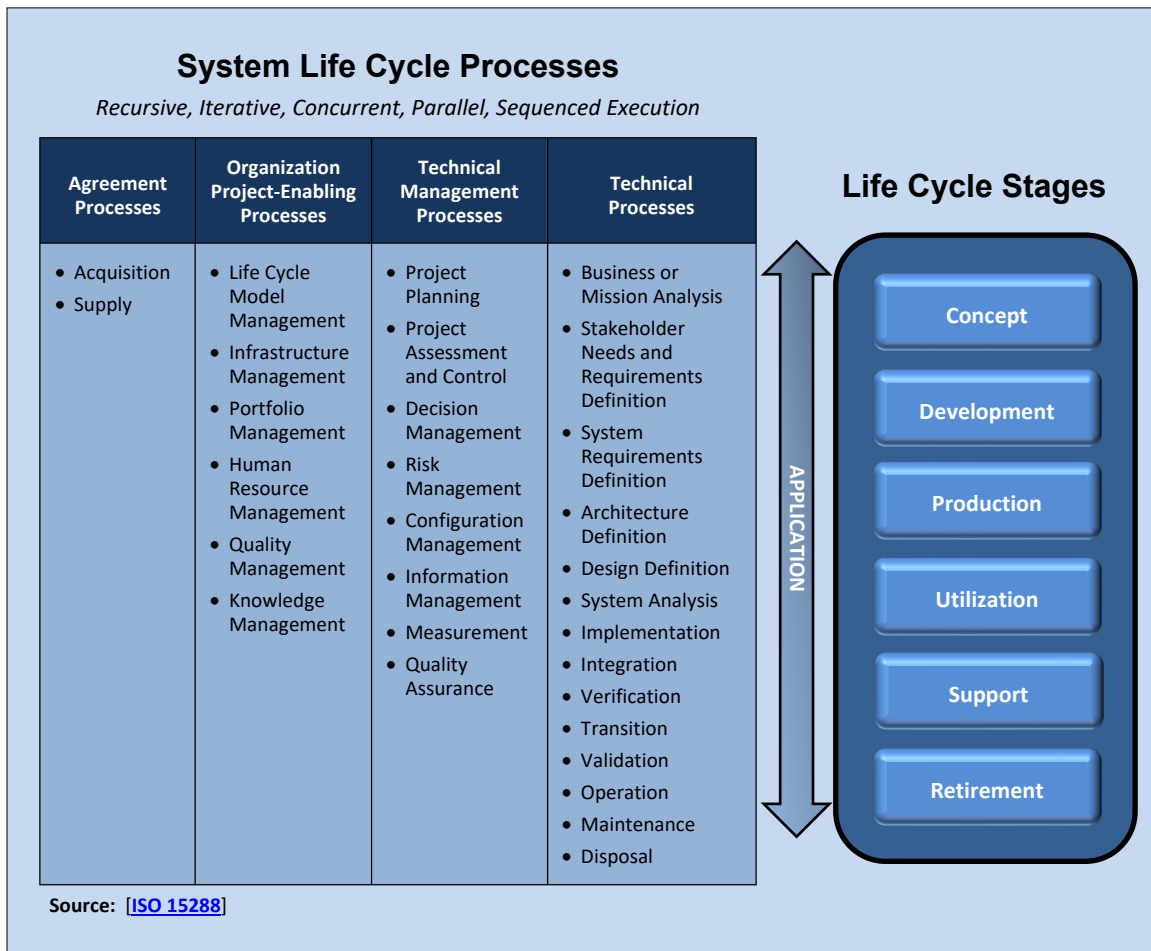 System Life Cycle Processes
Recursive, Iterative, Concurrent, Parallel, Sequenced Execution
Agreement
Processes
Organization
Project-Enabling
Processes
Technical
Management
Processes
Technical
Processes
• Acquisition
• Supply
• Life Cycle
Model
Management
• Infrastructure
Management
• Portfolio
Management
• Human
Resource
Management
• Quality
Management
• Knowledge
Management
• Project
Planning
• Project
Assessment
and Control
• Decision
Management
• Risk
Management
• Configuration
Management
• Information
Management
• Measurement
• Quality
Assurance
• Business or
Mission Analysis
• Stakeholder
Needs and
Requirements
Definition
• System
Requirements
Definition
• Architecture
Definition
• Design Definition
• System Analysis
• Implementation
• Integration
• Verification
• Transition
• Validation
• Operation
• Maintenance
• Disposal
Source: [ISO 15288]
APPLICATION
Life Cycle Stages
Concept
Development
Production
Utilization
Support
Retirement